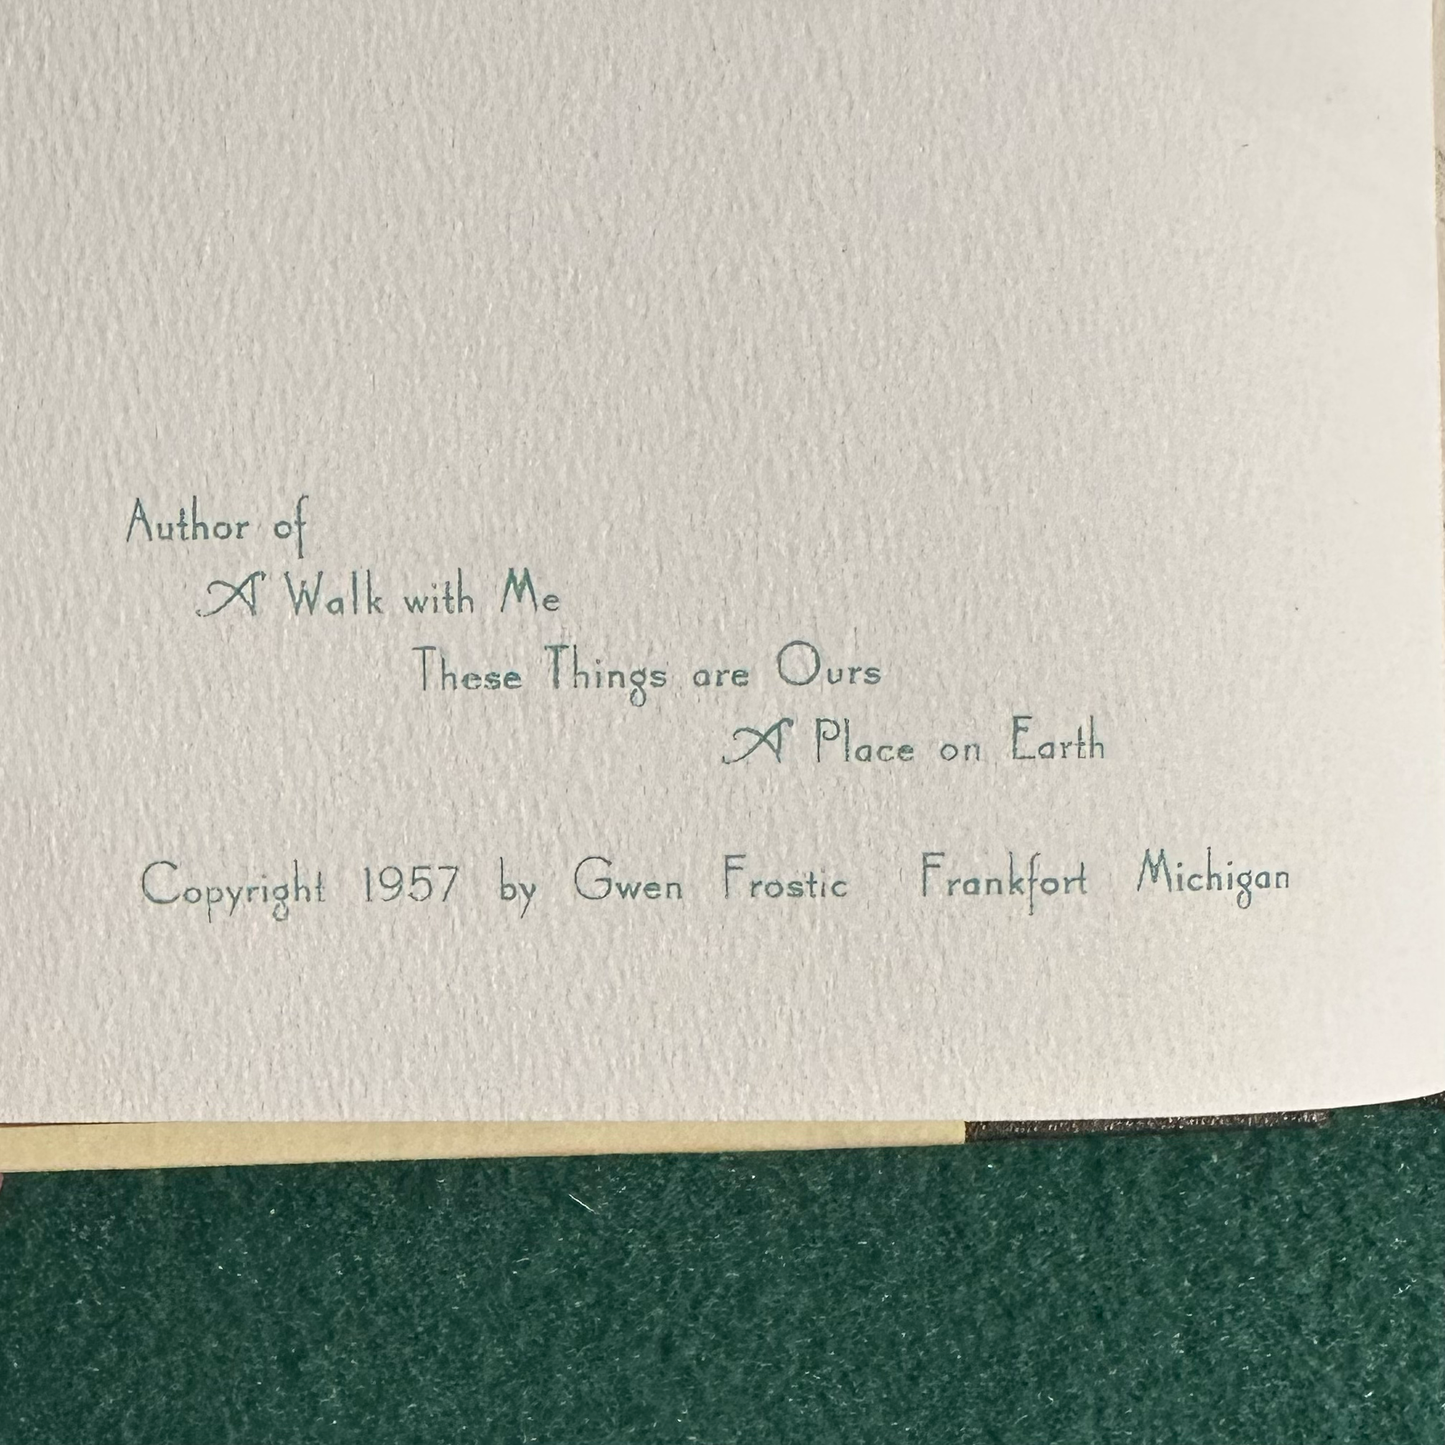 Author of
A Walk with Me
These Things are Ours
A Place on Earth
Copyright 1957 by Gwen Frostic Frankfort Michigan